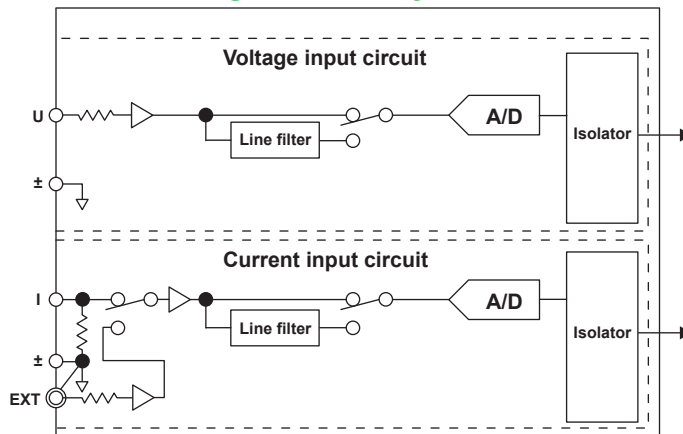 Voltage input circuit
U
A/D
Line filter
Isolator
±
Current input circuit
I
A/D
Line filter
Isolator
±
EXT